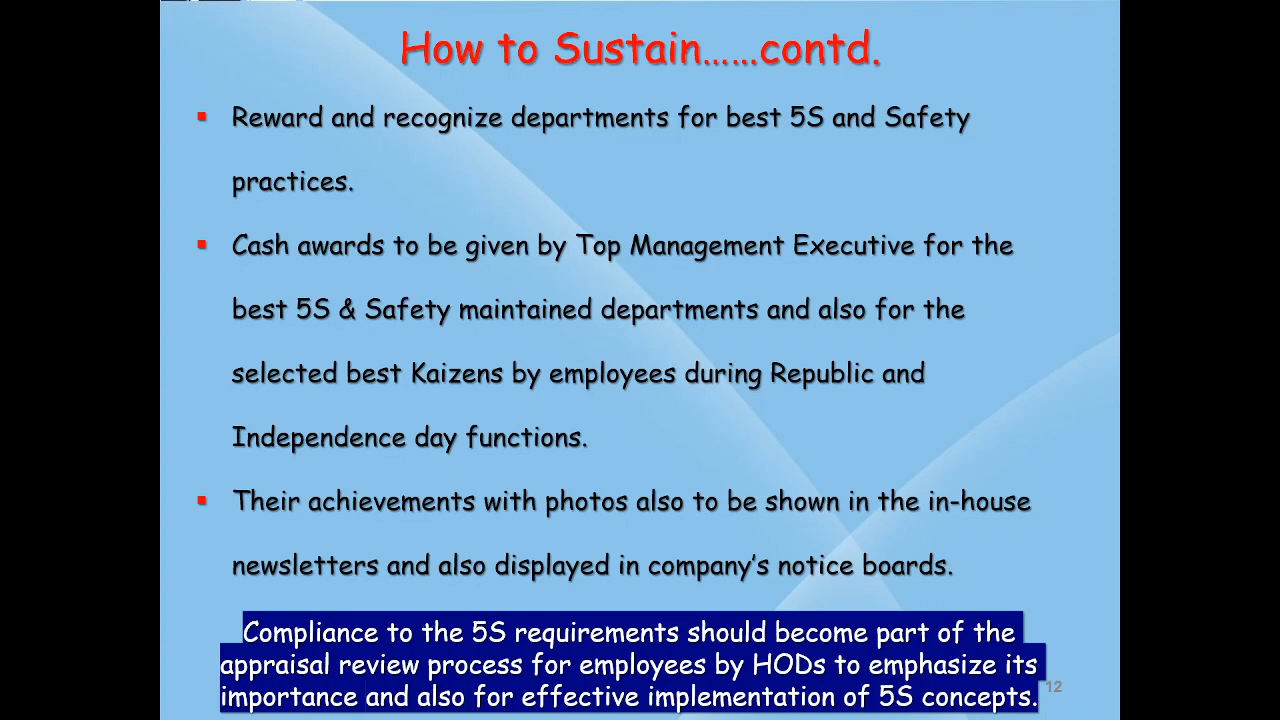 How to Sustain......contd.
▪ Reward and recognize departments for best 5S and Safety
practices.
▪ Cash awards to be given by Top Management Executive for the
best 5S & Safety maintained departments and also for the
selected best Kaizens by employees during Republic and
Independence day functions.
▪ Their achievements with photos also to be shown in the in-house
newsletters and also displayed in company's notice boards.
Compliance to the 5S requirements should become part of the
appraisal review process for employees by HODs to emphasize its
importance and also for effective implementation of 5S concepts.
12